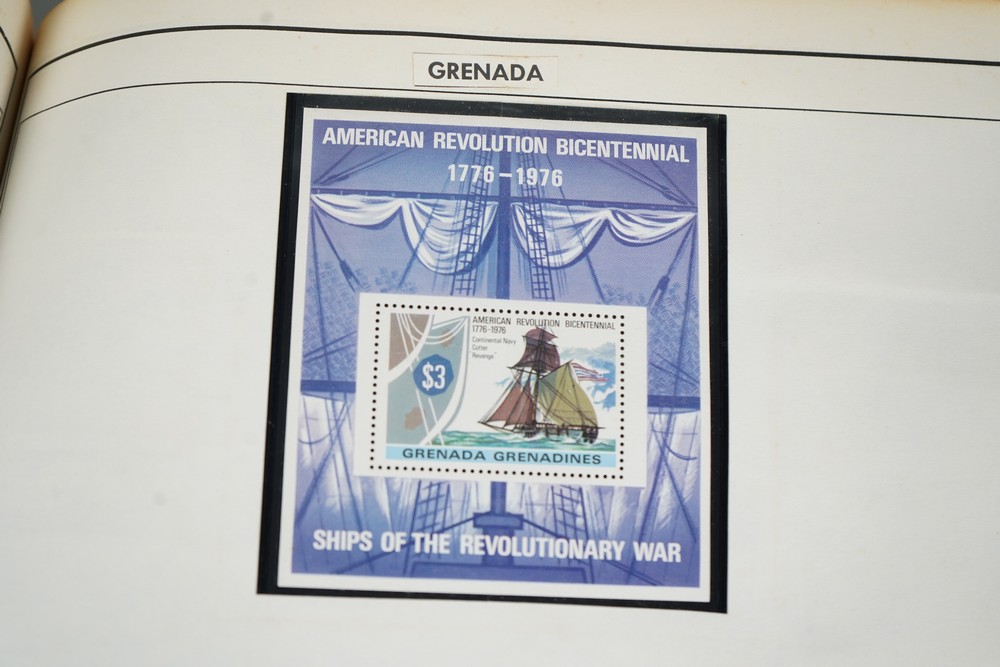 GRENADA
AMERICAN REVOLUTION BICENTENNIAL
1776-1976
AMERICAN REVOLUTION BICENTENNIAL
1776-1976
Continental Navy
Cutter
"Revenge"
$3
GRENADA GRENADINES
SHIPS OF THE REVOLUTIONARY WAR